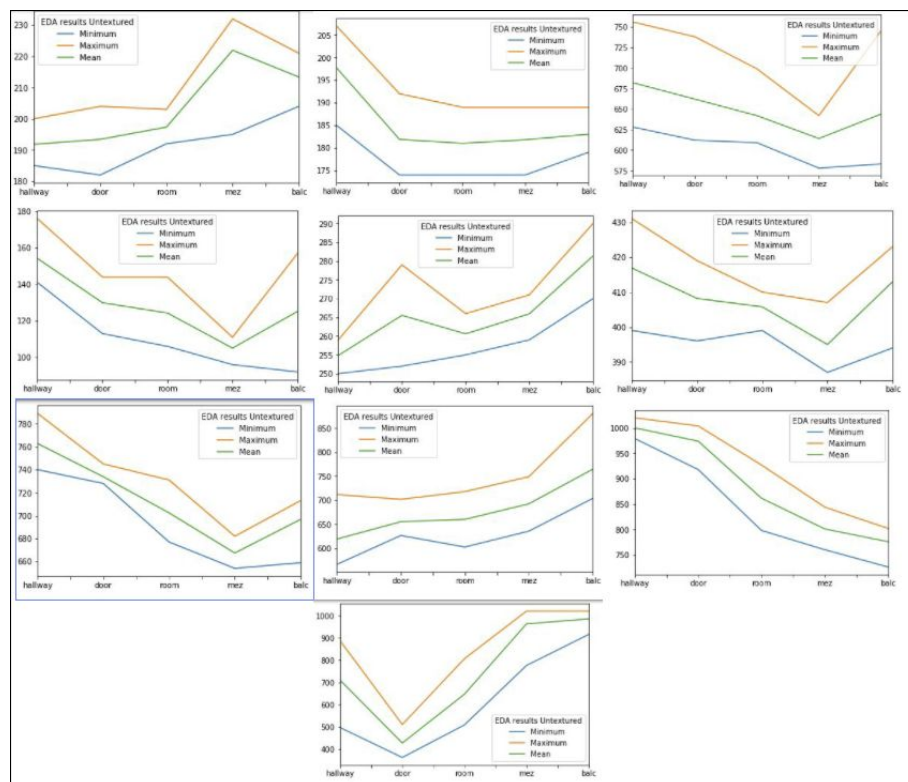 EDA results Untextured
Minimum
Maximum
Mean
230
220
210
200
190
180
hallway door room mez balc
EDA results Untextured
Minimum
Maximum
Mean
205
200
195
190
185
180
175
hallway door room mez balc
EDA results Untextured
Minimum
Maximum
Mean
750
725
700
675
650
625
600
575
hallway door room mez balc
EDA results Untextured
Minimum
Maximum
Mean
180
160
140
120
100
hallway door room mez balc
EDA results Untextured
Minimum
Maximum
Mean
290
285
280
275
270
265
260
255
250
hallway door room mez balc
EDA results Untextured
Minimum
Maximum
Mean
430
420
410
400
390
hallway door room mez balc
EDA results Untextured
Minimum
Maximum
Mean
780
760
740
720
700
680
660
hallway door room mez balc
EDA results Untextured
Minimum
Maximum
Mean
850
800
750
700
650
600
hallway door room mez balc
EDA results Untextured
Minimum
Maximum
Mean
1000
950
900
850
800
750
hallway door room mez balc
1000
900
800
700
600
500
400
EDA results Untextured
Minimum
Maximum
Mean
hallway door room mez balc